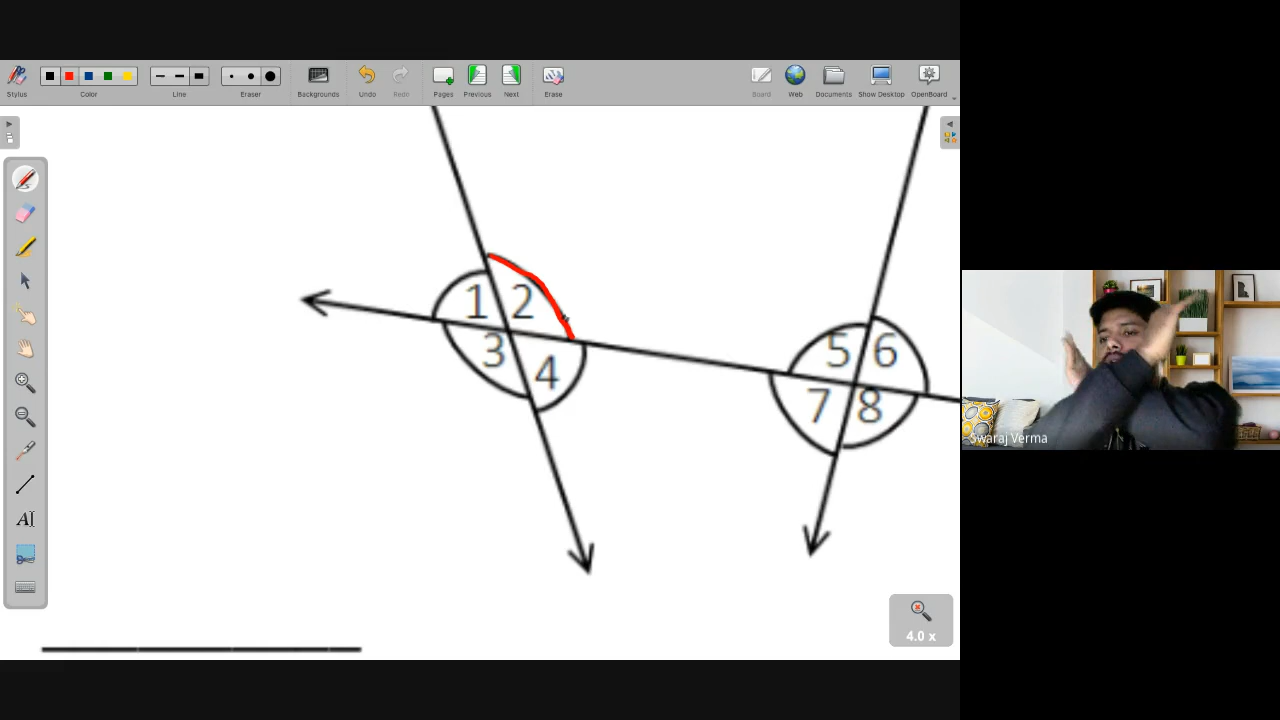 Stylus Color Line Eraser Backgrounds Undo Redo Pages Previous Next Erase Board Web Documents Show Desktop OpenBoard
1 2
3 4
5 6
7 8
AI
Swaraj Verma
4.0 x